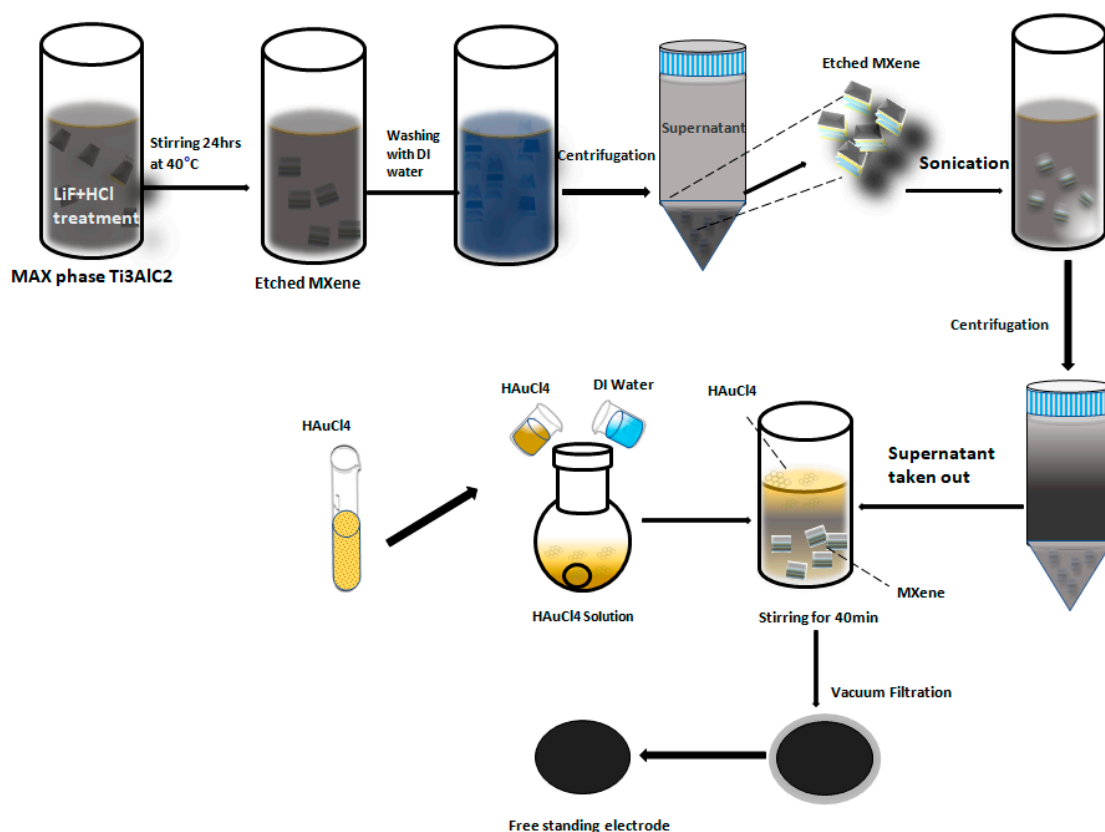 LiF+HCl
treatment
MAX phase Ti3AlC2
Stirring 24hrs
at 40°C
Etched MXene
Washing
with DI
water
Centrifugation
Supernatant
Etched MXene
Sonication
Centrifugation
Supernatant
taken out
HAuCl4
HAuCl4
DI Water
HAuCl4 Solution
HAuCl4
MXene
Stirring for 40min
Vacuum Filtration
Free standing electrode